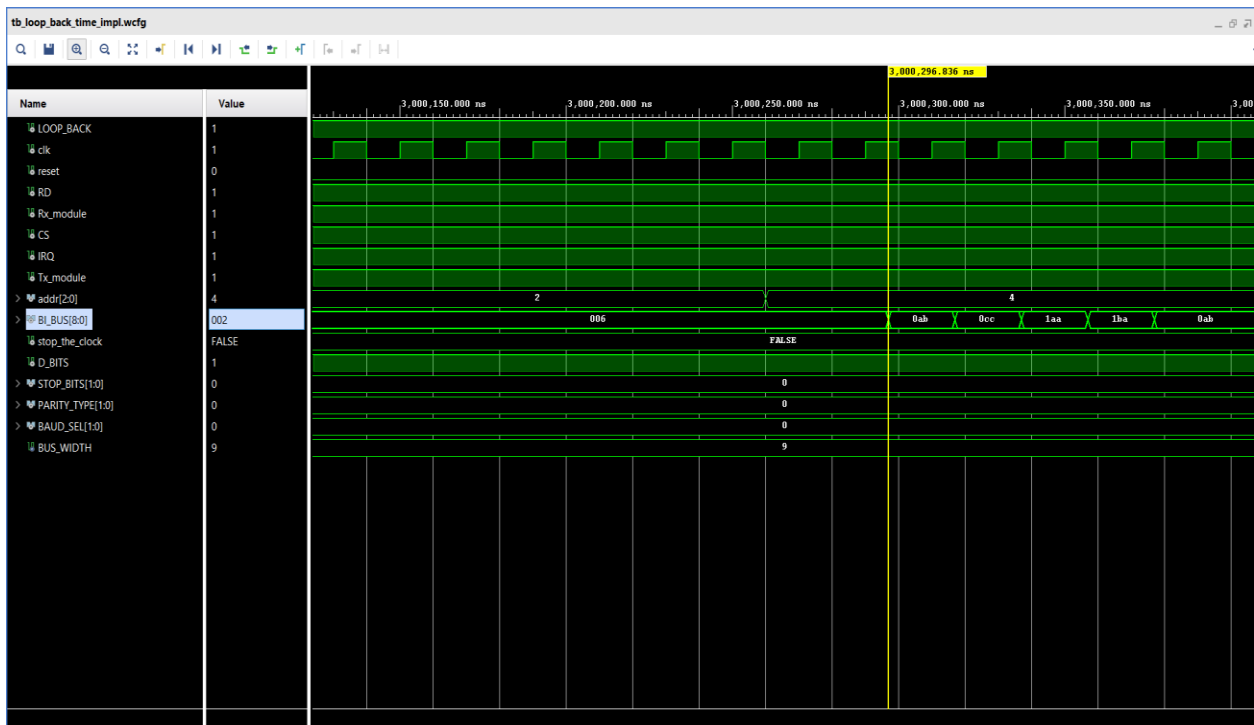 tb_loop_back_time_impl.wcfg
3,000,296.836 ns
Name Value 3,000,150.000 ns 3,000,200.000 ns 3,000,250.000 ns 3,000,300.000 ns 3,000,350.000 ns 3,00
LOOP_BACK 1
clk 1
reset 0
RD 1
Rx_module 1
CS 1
IRQ 1
Tx_module 1
addr[2:0] 4 2 4
BI_BUS[8:0] 002 006 0ab 0cc 1aa 1ba 0ab
stop_the_clock FALSE FALSE
D_BITS 1
STOP_BITS[1:0] 0 0
PARITY_TYPE[1:0] 0 0
BAUD_SEL[1:0] 0 0
BUS_WIDTH 9 9